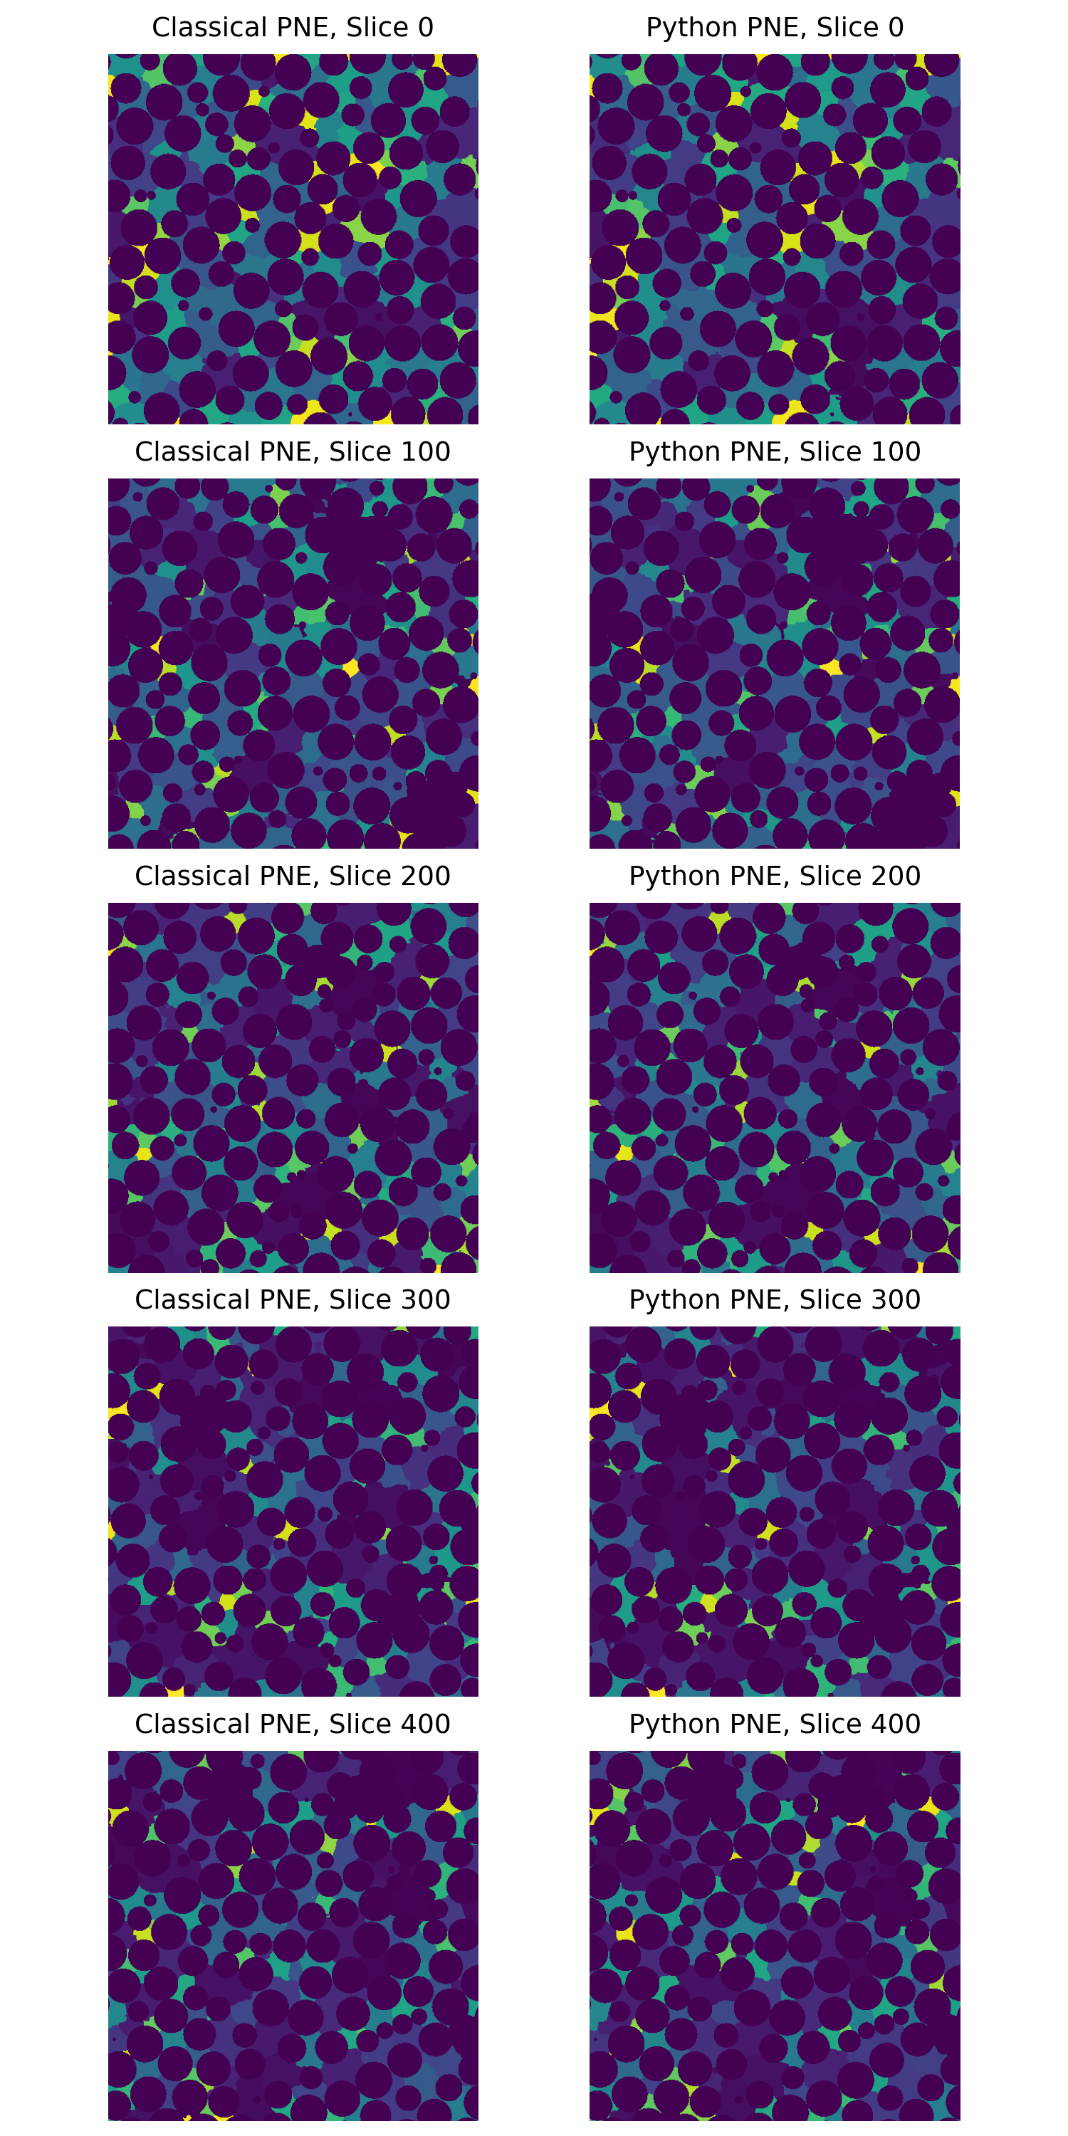 Classical PNE, Slice 0
Python PNE, Slice 0
Classical PNE, Slice 100
Python PNE, Slice 100
Classical PNE, Slice 200
Python PNE, Slice 200
Classical PNE, Slice 300
Python PNE, Slice 300
Classical PNE, Slice 400
Python PNE, Slice 400